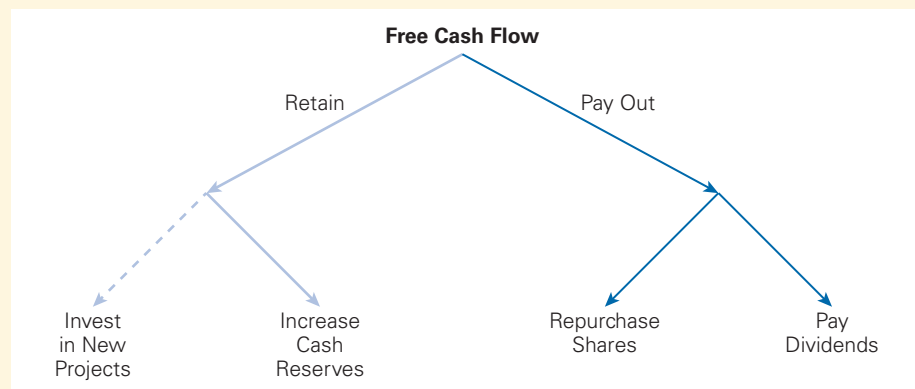 Free Cash Flow
Retain
Pay Out
Invest
in New
Projects
Increase
Cash
Reserves
Repurchase
Shares
Pay
Dividends